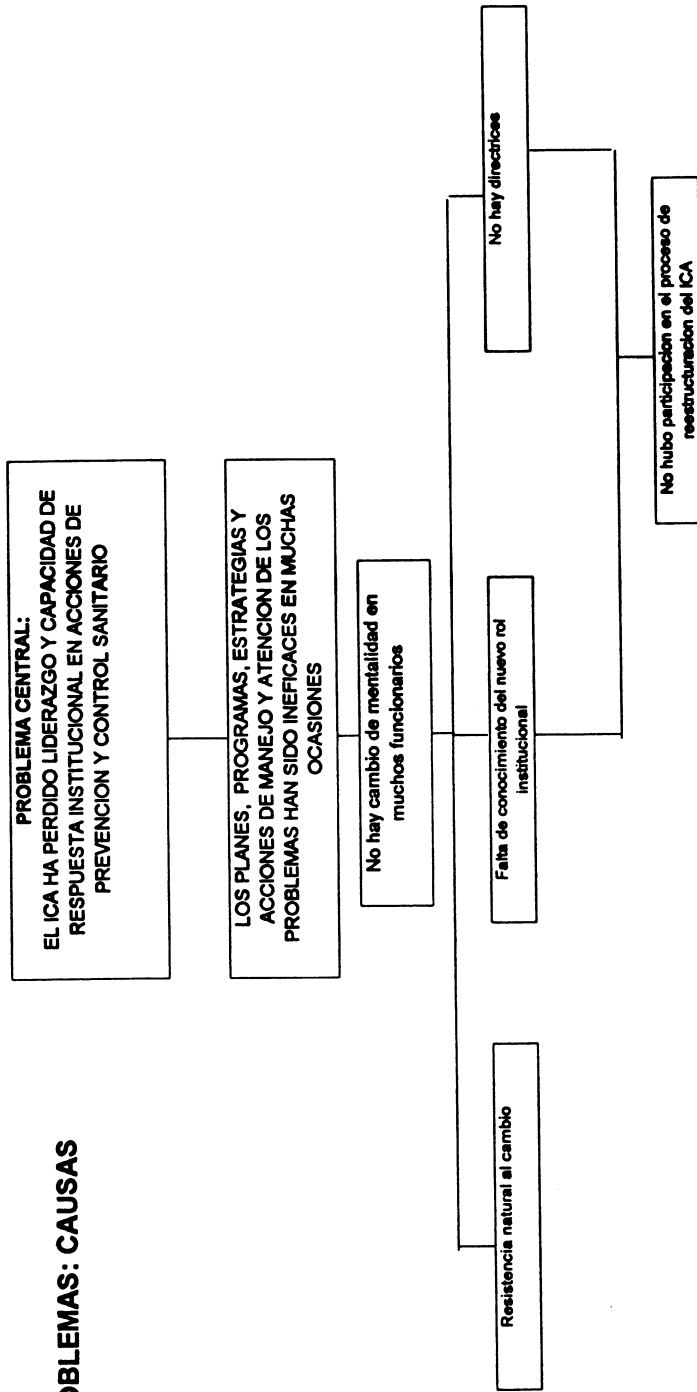 OBLEMAS: CAUSAS
PROBLEMA CENTRAL:
EL ICA HA PERDIDO LIDERAZGO Y CAPACIDAD DE
RESPUESTA INSTITUCIONAL EN ACCIONES DE
PREVENCION Y CONTROL SANITARIO
LOS PLANES, PROGRAMAS, ESTRATEGIAS Y
ACCIONES DE MANEJO Y ATENCION DE LOS
PROBLEMAS HAN SIDO INEFICACES EN MUCHAS
OCASIONES
No hay cambio de mentalidad en
muchos funcionarios
Resistencia natural al cambio
Falta de conocimiento del nuevo rol
institucional
No hay directrices
No hubo participacion en el proceso de
reestructuracion del ICA